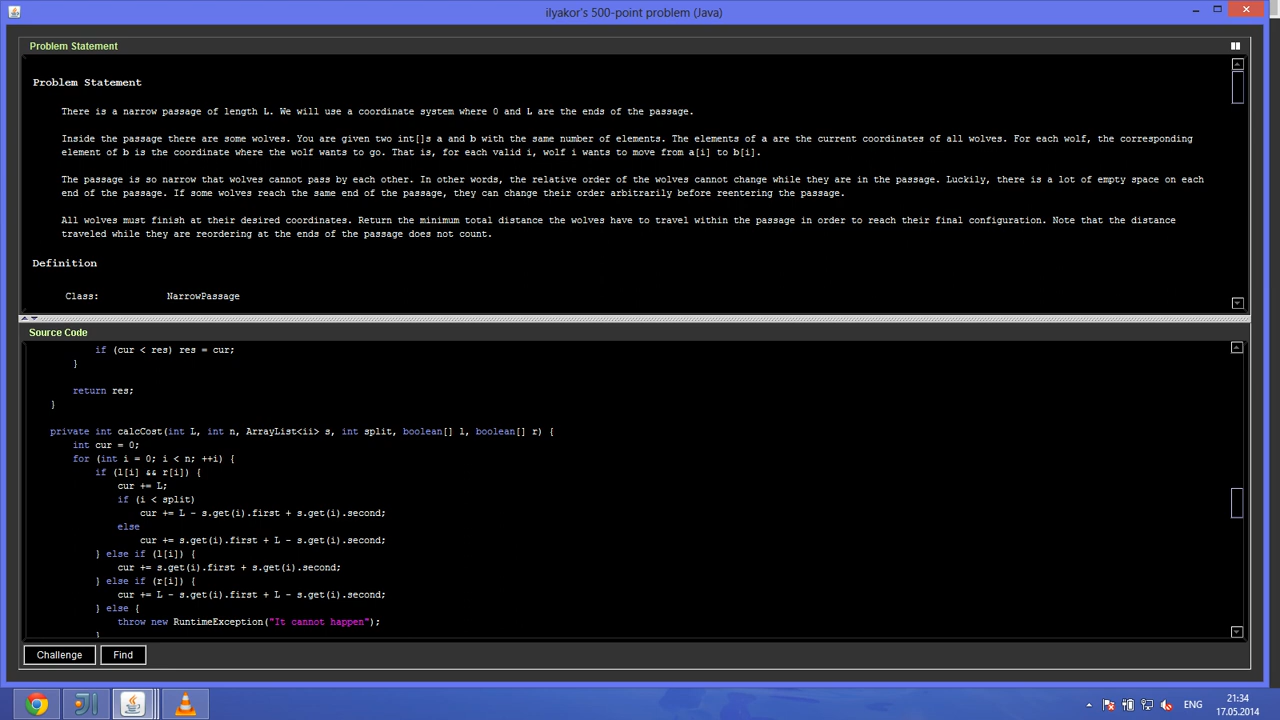 ilyakor's 500-point problem (Java)
Problem Statement
Problem Statement
There is a narrow passage of length L. We will use a coordinate system where 0 and L are the ends of the passage.
Inside the passage there are some wolves. You are given two int[]s a and b with the same number of elements. The elements of a are the current coordinates of all wolves. For each wolf, the corresponding
element of b is the coordinate where the wolf wants to go. That is, for each valid i, wolf i wants to move from a[i] to b[i].
The passage is so narrow that wolves cannot pass by each other. In other words, the relative order of the wolves cannot change while they are in the passage. Luckily, there is a lot of empty space on each
end of the passage. If some wolves reach the same end of the passage, they can change their order arbitrarily before reentering the passage.
All wolves must finish at their desired coordinates. Return the minimum total distance the wolves have to travel within the passage in order to reach their final configuration. Note that the distance
traveled while they are reordering at the ends of the passage does not count.
Definition
Class: NarrowPassage
Source Code
if (cur < res) res = cur;
}
return res;
}
private int calcCost(int L, int n, ArrayList<ii> s, int split, boolean[] l, boolean[] r) {
int cur = 0;
for (int i = 0; i < n; ++i) {
if (l[i] && r[i]) {
cur += L;
if (i < split)
cur += L - s.get(i).first + s.get(i).second;
else
cur += s.get(i).first + L - s.get(i).second;
} else if (l[i]) {
cur += s.get(i).first + s.get(i).second;
} else if (r[i]) {
cur += L - s.get(i).first + L - s.get(i).second;
} else {
throw new RuntimeException("It cannot happen");
}
Challenge
Find
ENG
21:34
17.05.2014